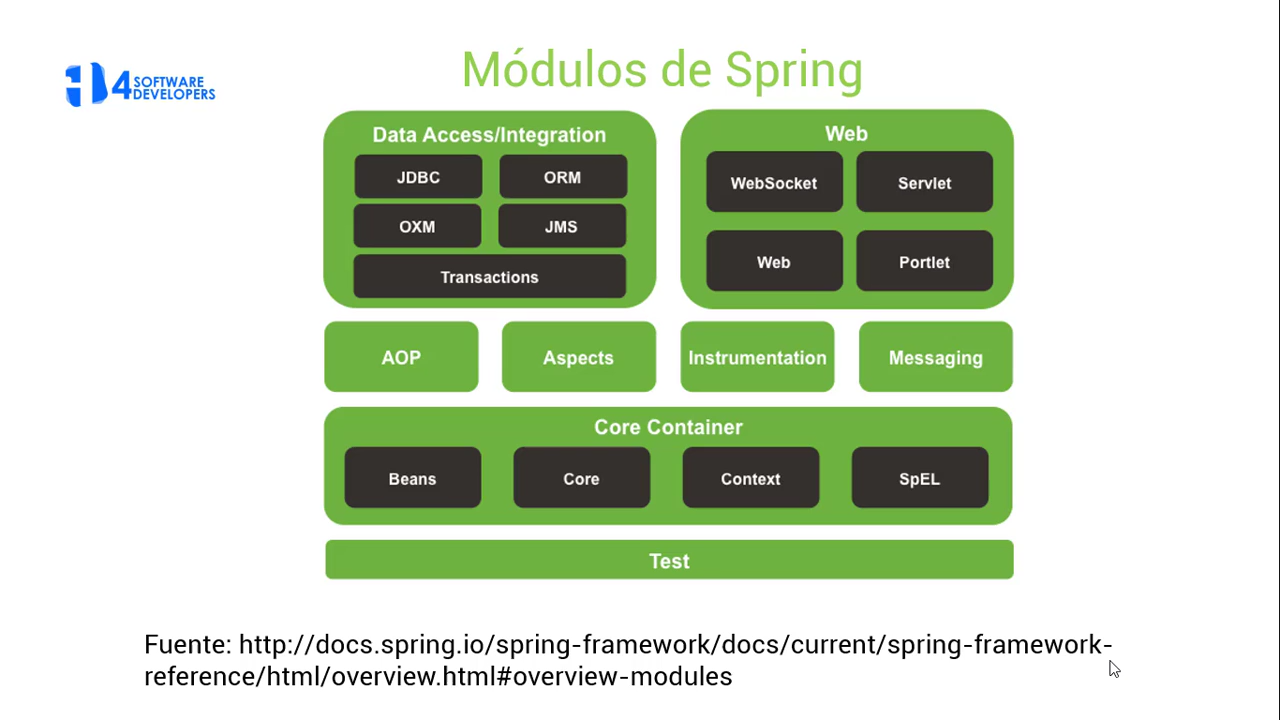 Módulos de Spring
4 SOFTWARE
DEVELOPERS
Data Access/Integration
JDBC ORM
OXM JMS
Transactions
Web
WebSocket Servlet
Web Portlet
AOP Aspects Instrumentation Messaging
Core Container
Beans Core Context SpEL
Test
Fuente: http://docs.spring.io/spring-framework/docs/current/spring-framework-
reference/html/overview.html#overview-modules